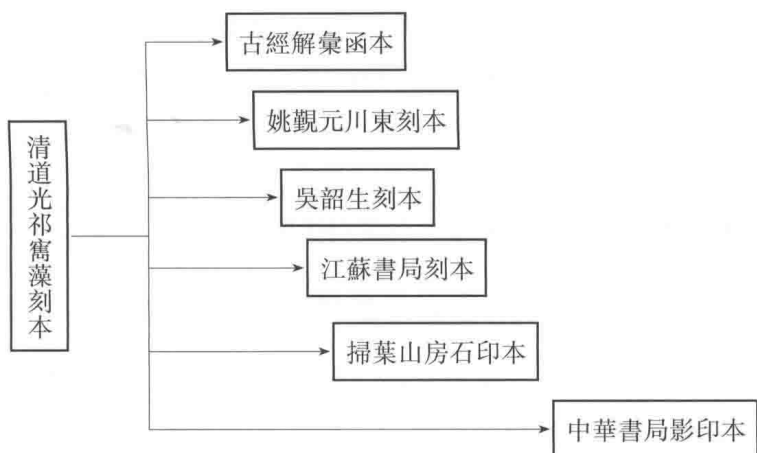 清道光祁寯藻刻本
古經解彙函本
姚覲元川東刻本
吳韶生刻本
江蘇書局刻本
掃葉山房石印本
中華書局影印本